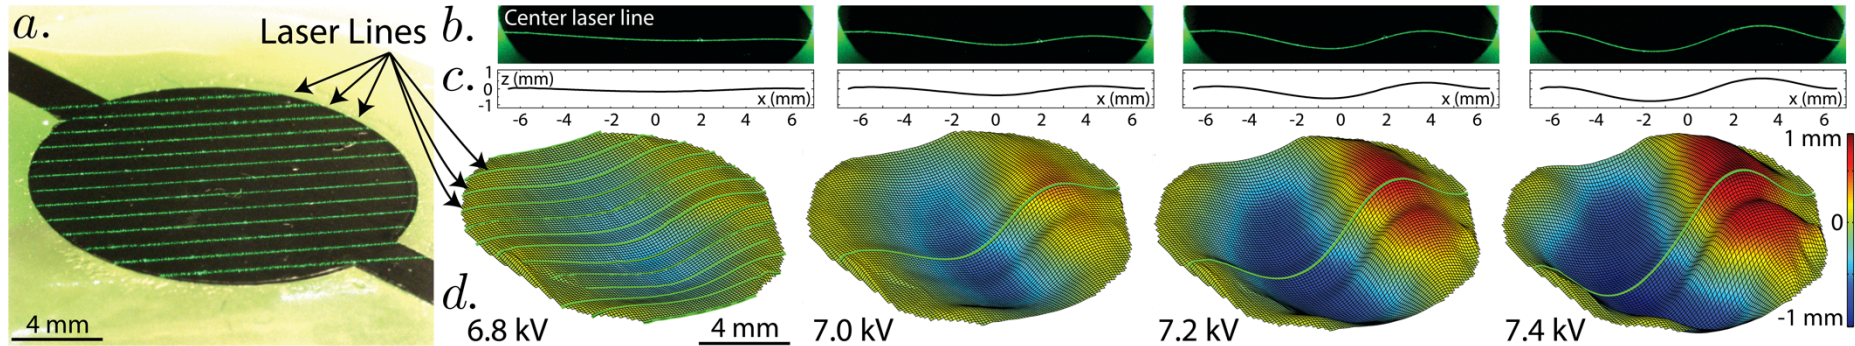 a.
Laser Lines
4 mm
b.
Center laser line
c.
1
0
-1
z (mm)
x (mm)
-6 -4 -2 0 2 4 6
x (mm)
-6 -4 -2 0 2 4 6
x (mm)
-6 -4 -2 0 2 4 6
x (mm)
-6 -4 -2 0 2 4 6
d.
6.8 kV
4 mm
7.0 kV
7.2 kV
7.4 kV
1 mm
0
-1 mm